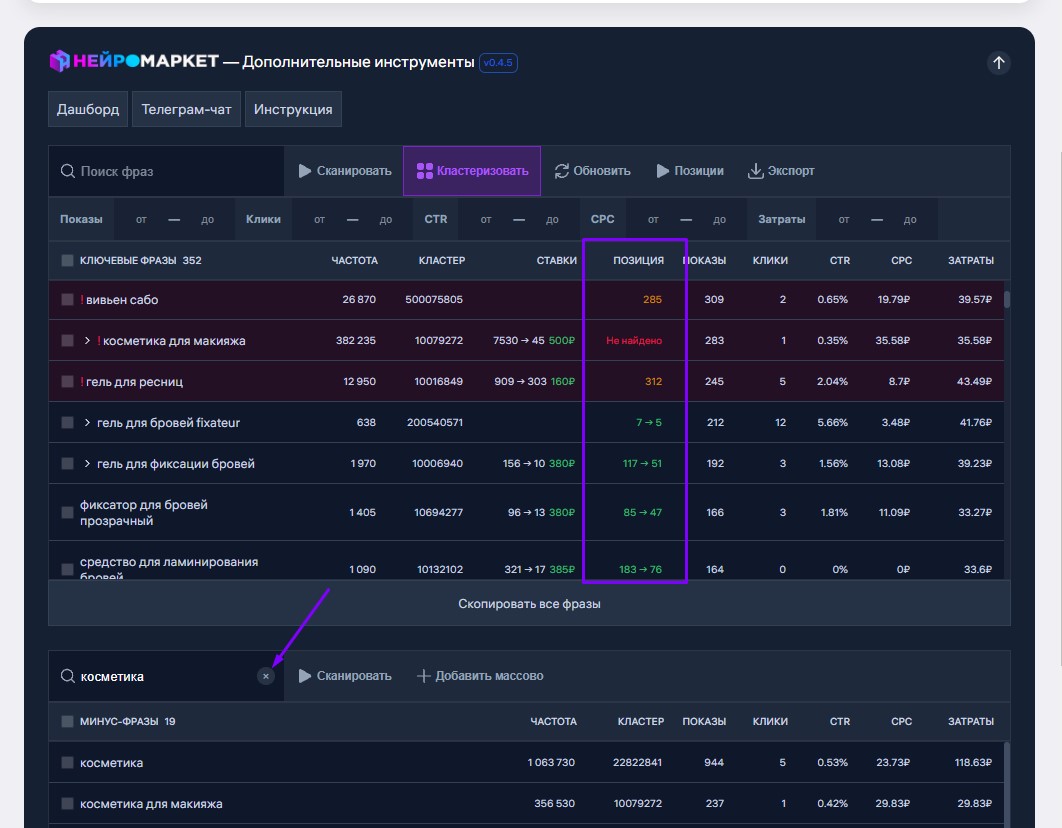 НЕЙРОМАРКЕТ — Дополнительные инструменты v0.4.5
Дашборд Телеграм-чат Инструкция
Поиск фраз Сканировать Кластеризовать Обновить Позиции Экспорт
Показы от — до Клики от — до CTR от — до CPC от — до Затраты от — до
КЛЮЧЕВЫЕ ФРАЗЫ 352 ЧАСТОТА КЛАСТЕР СТАВКИ ПОЗИЦИЯ ПОКАЗЫ КЛИКИ CTR CPC ЗАТРАТЫ
! вивьен сабо 26 870 500075805 285 309 2 0.65% 19.79₽ 39.57₽
> ! косметика для макияжа 382 235 10079272 7530 → 45 500₽ Не найдено 283 1 0.35% 35.58₽ 35.58₽
! гель для ресниц 12 950 10016849 909 → 303 160₽ 312 245 5 2.04% 8.7₽ 43.49₽
> гель для бровей fixateur 638 200540571 7 → 5 212 12 5.66% 3.48₽ 41.76₽
> гель для фиксации бровей 1 970 10006940 156 → 10 380₽ 117 → 51 192 3 1.56% 13.08₽ 39.23₽
фиксатор для бровей
прозрачный 1 405 10694277 96 → 13 380₽ 85 → 47 166 3 1.81% 11.09₽ 33.27₽
средство для ламинирования
бровей 1 090 10132102 321 → 17 385₽ 183 → 76 164 0 0% 0₽ 33.6₽
Скопировать все фразы
косметика × Сканировать + Добавить массово
МИНУС-ФРАЗЫ 19 ЧАСТОТА КЛАСТЕР ПОКАЗЫ КЛИКИ CTR CPC ЗАТРАТЫ
косметика 1 063 730 22822841 944 5 0.53% 23.73₽ 118.63₽
косметика для макияжа 356 530 10079272 237 1 0.42% 29.83₽ 29.83₽